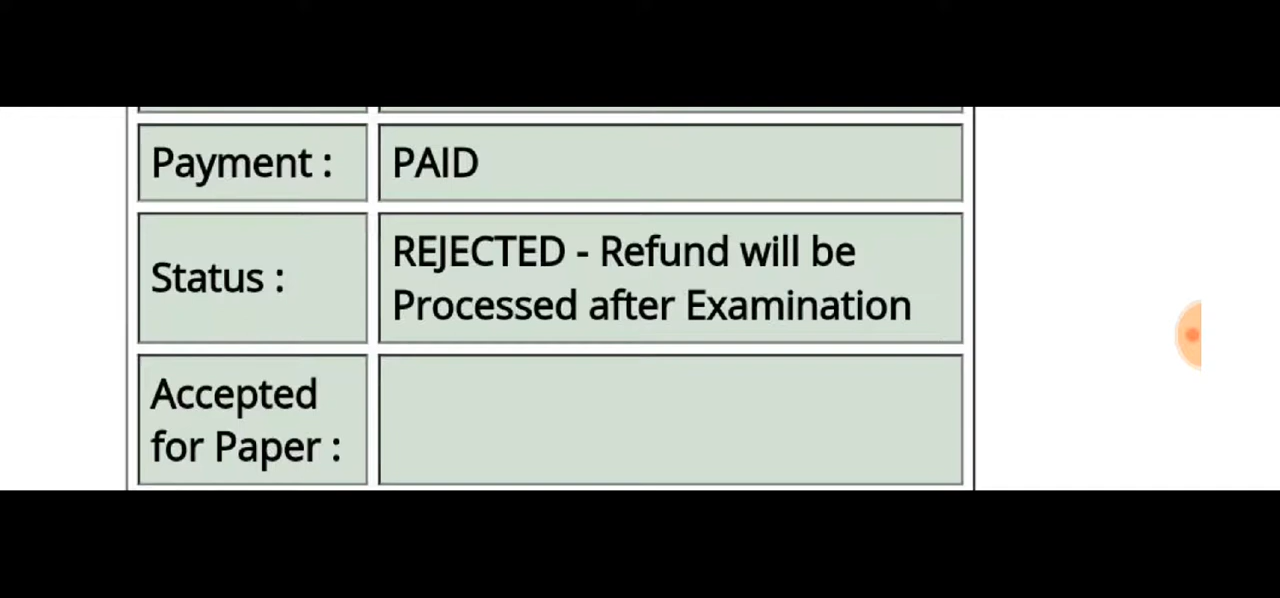 Payment : PAID
Status : REJECTED - Refund will be
Processed after Examination
Accepted
for Paper :